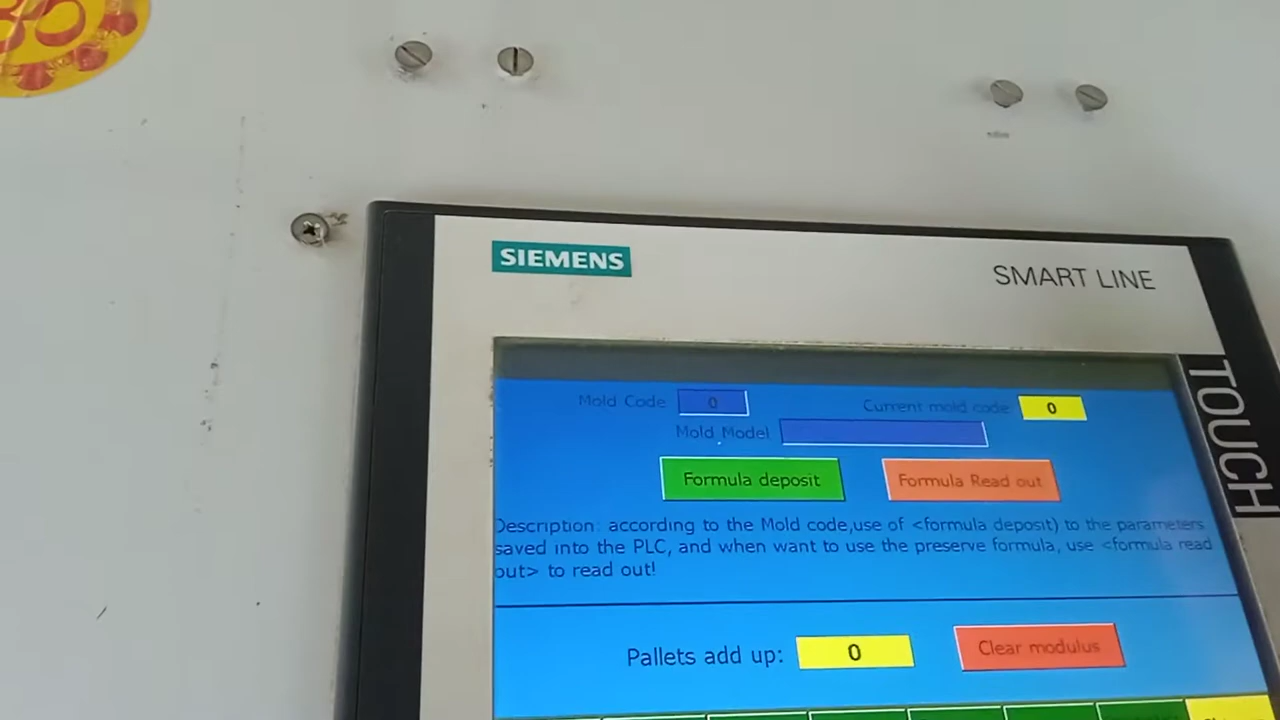 SIEMENS
SMART LINE
TOUCH
Mold Code 0
Current mold code 0
Mold Model
Formula deposit
Formula Read out
Description: according to the Mold code,use of <formula deposit) to the parameters
saved into the PLC, and when want to use the preserve formula, use <formula read
out> to read out!
Pallets add up: 0
Clear modulus